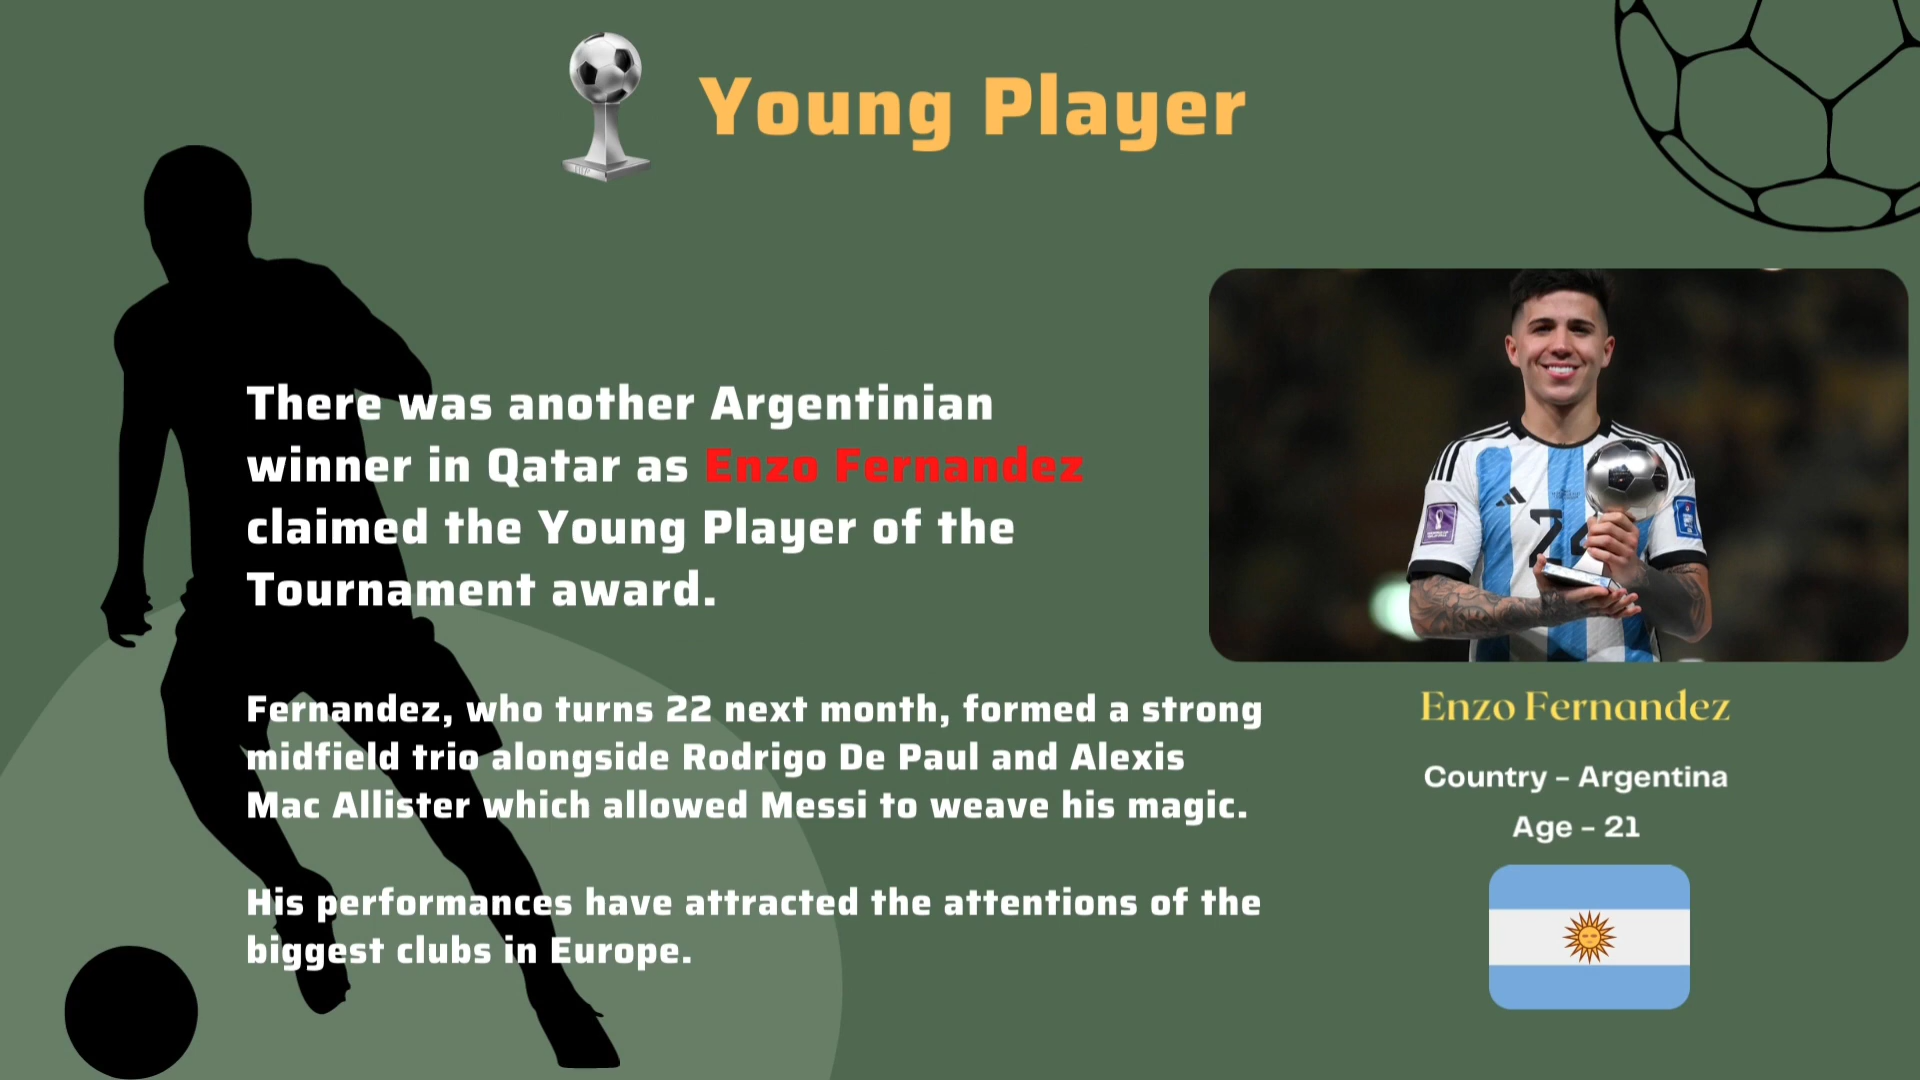 Young Player
There was another Argentinian
winner in Qatar as Enzo Fernandez
claimed the Young Player of the
Tournament award.
Fernandez, who turns 22 next month, formed a strong
midfield trio alongside Rodrigo De Paul and Alexis
Mac Allister which allowed Messi to weave his magic.
His performances have attracted the attentions of the
biggest clubs in Europe.
24
Enzo Fernandez
Country – Argentina
Age – 21